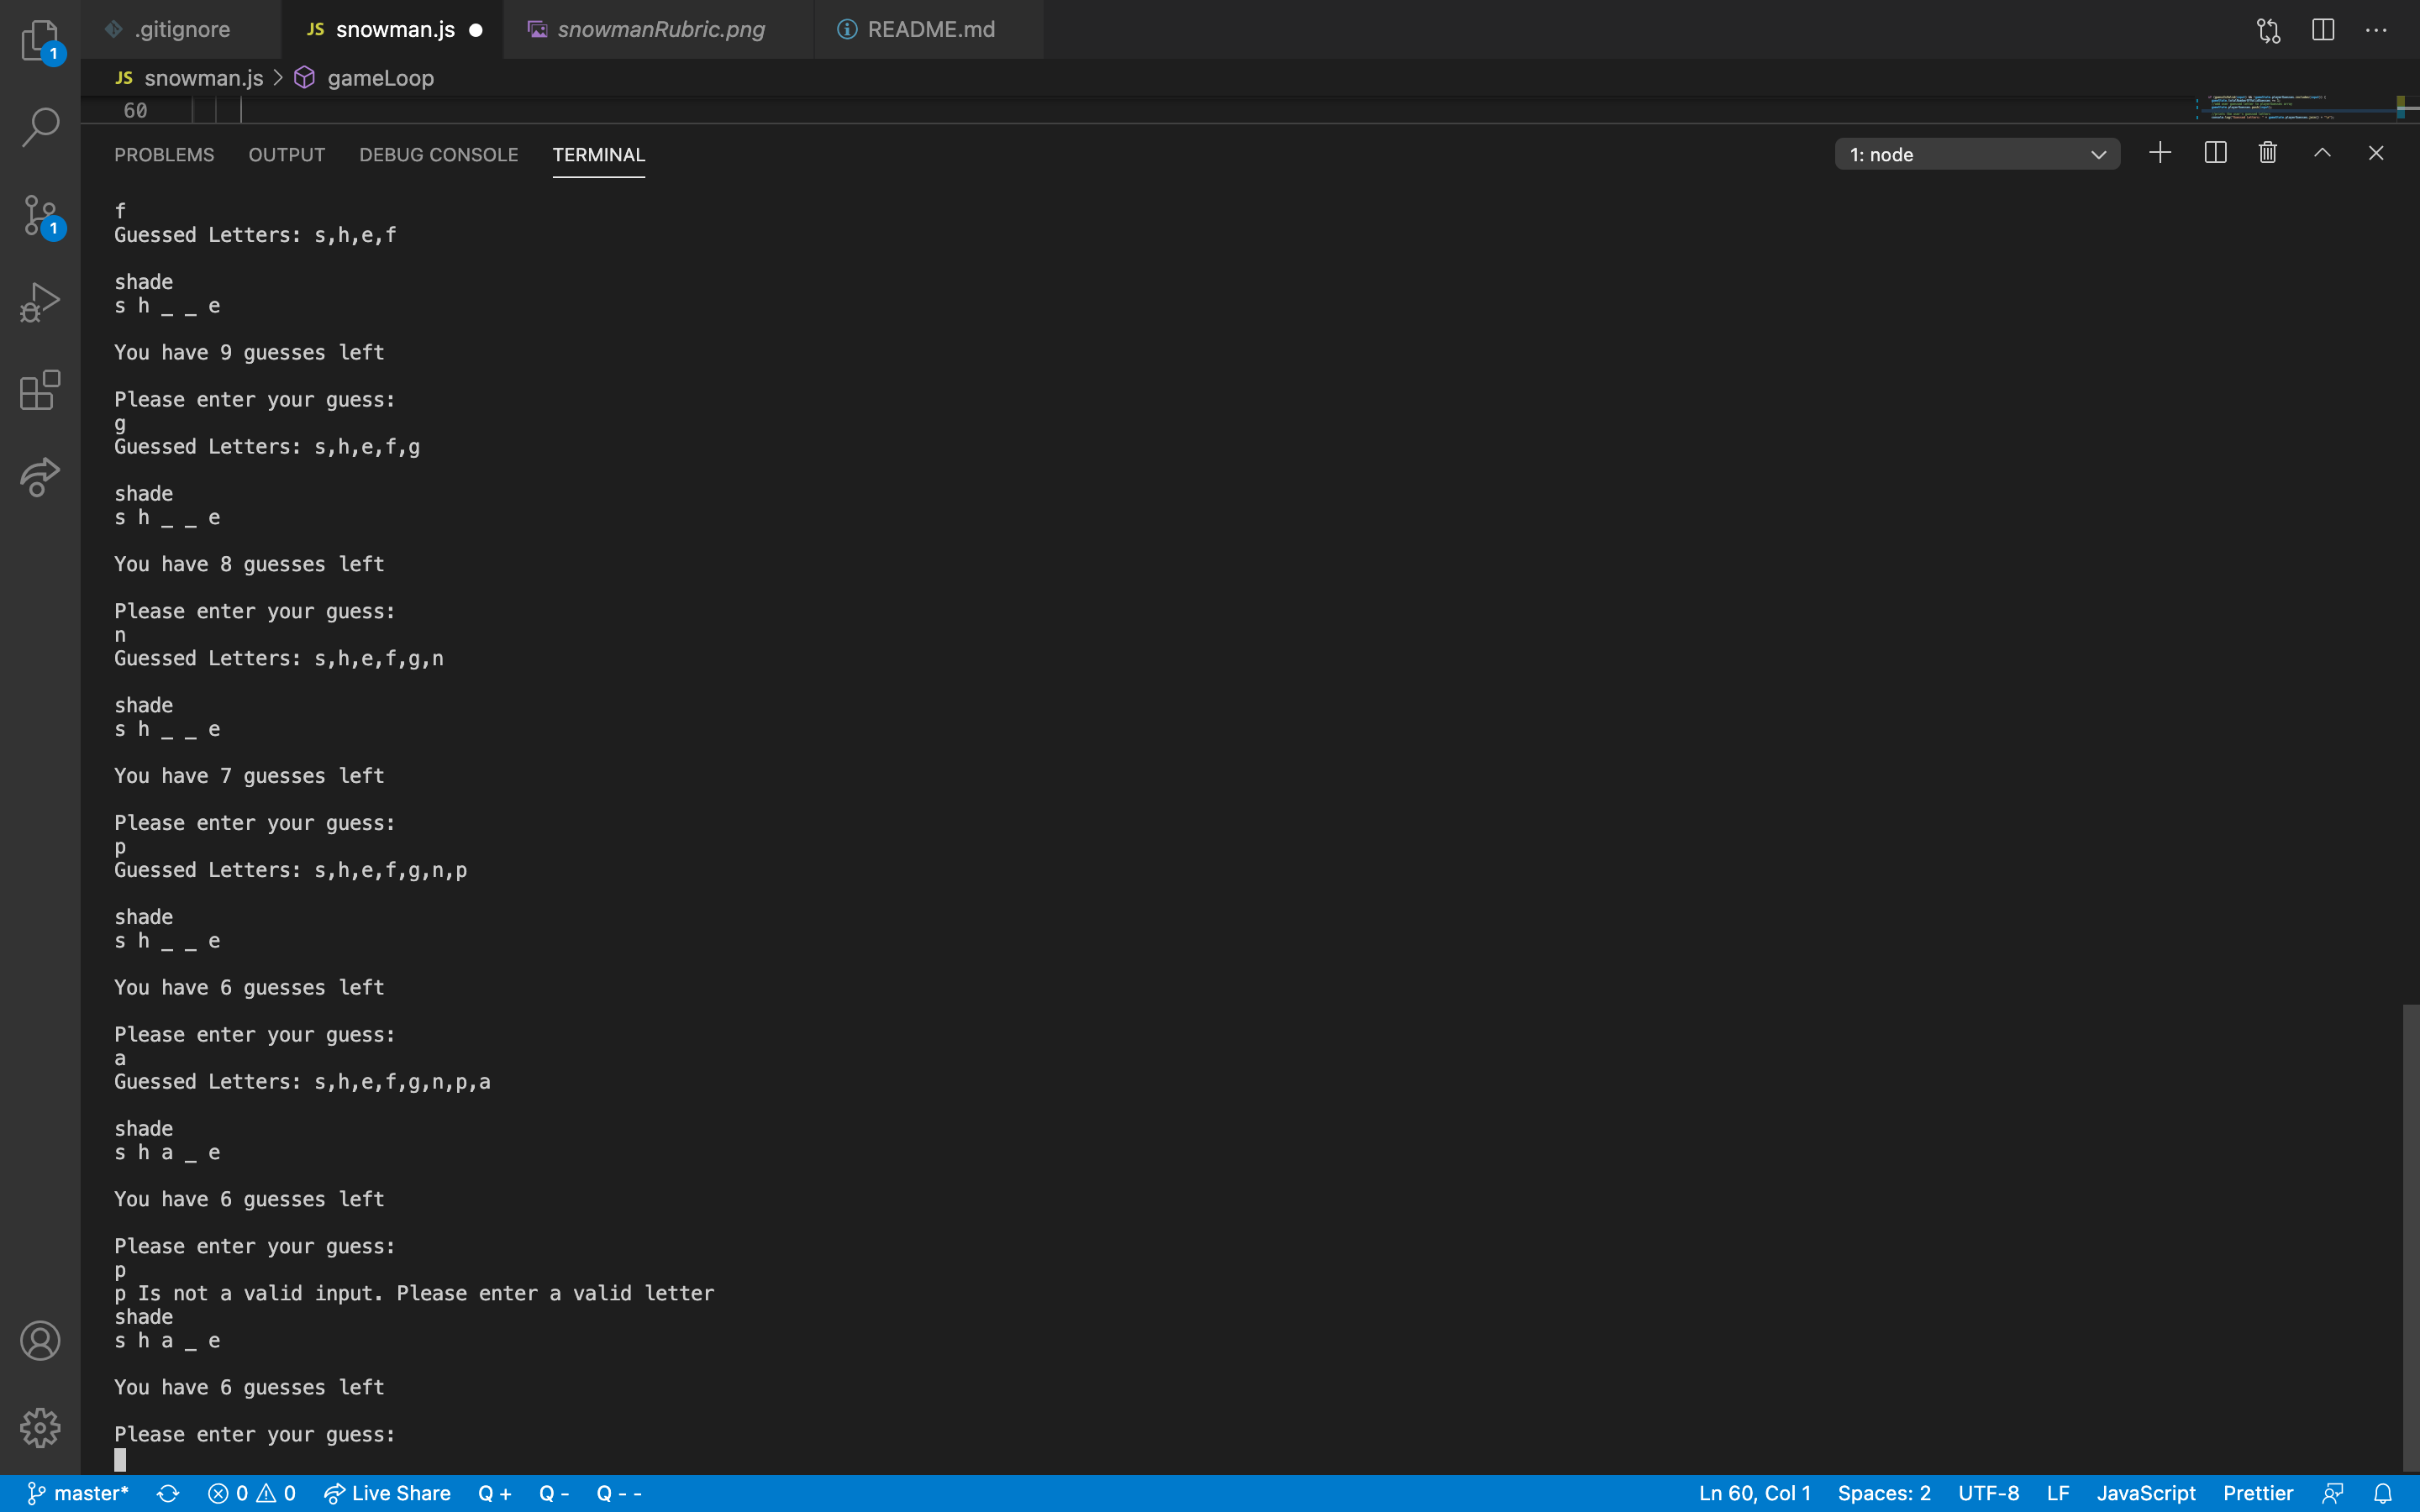 .gitignore
JS snowman.js
snowmanRubric.png
README.md
1
JS snowman.js > gameLoop
60
PROBLEMS OUTPUT DEBUG CONSOLE TERMINAL
1: node
f
Guessed Letters: s,h,e,f
shade
s h _ _ e
You have 9 guesses left
Please enter your guess:
g
Guessed Letters: s,h,e,f,g
shade
s h _ _ e
You have 8 guesses left
Please enter your guess:
n
Guessed Letters: s,h,e,f,g,n
shade
s h _ _ e
You have 7 guesses left
Please enter your guess:
p
Guessed Letters: s,h,e,f,g,n,p
shade
s h _ _ e
You have 6 guesses left
Please enter your guess:
a
Guessed Letters: s,h,e,f,g,n,p,a
shade
s h a _ e
You have 6 guesses left
Please enter your guess:
p
p Is not a valid input. Please enter a valid letter
shade
s h a _ e
You have 6 guesses left
Please enter your guess:
1
master* 0 0 Live Share Q + Q - Q - - Ln 60, Col 1 Spaces: 2 UTF-8 LF JavaScript Prettier